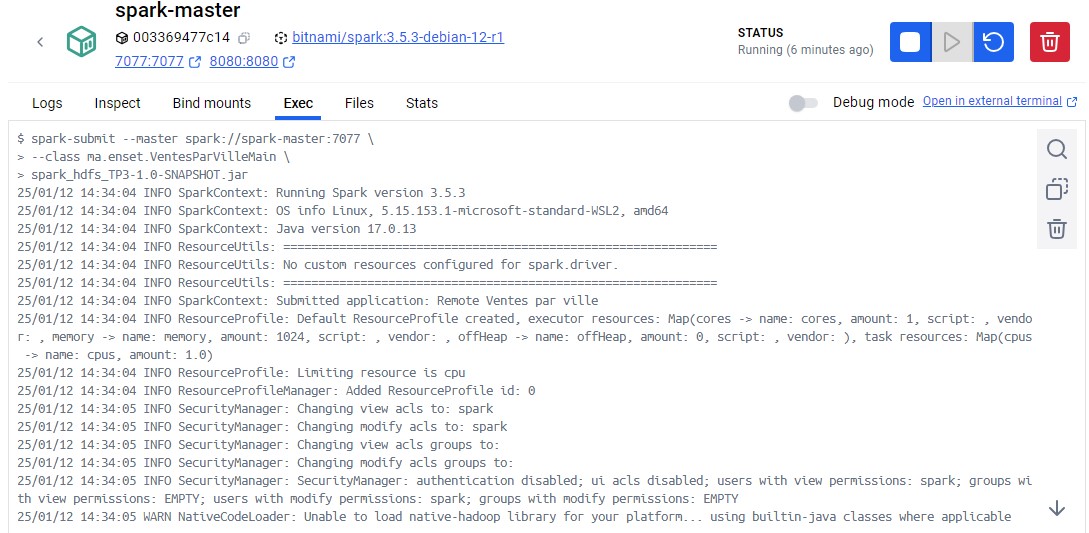 spark-master
003369477c14 bitnami/spark:3.5.3-debian-12-r1
7077:7077 8080:8080
STATUS
Running (6 minutes ago)
Logs Inspect Bind mounts Exec Files Stats Debug mode Open in external terminal
$ spark-submit --master spark://spark-master:7077 \
> --class ma.enset.VentesParVilleMain \
> spark_hdfs_TP3-1.0-SNAPSHOT.jar
25/01/12 14:34:04 INFO SparkContext: Running Spark version 3.5.3
25/01/12 14:34:04 INFO SparkContext: OS info Linux, 5.15.153.1-microsoft-standard-WSL2, amd64
25/01/12 14:34:04 INFO SparkContext: Java version 17.0.13
25/01/12 14:34:04 INFO ResourceUtils: ==============================================================
25/01/12 14:34:04 INFO ResourceUtils: No custom resources configured for spark.driver.
25/01/12 14:34:04 INFO ResourceUtils: ==============================================================
25/01/12 14:34:04 INFO SparkContext: Submitted application: Remote Ventes par ville
25/01/12 14:34:04 INFO ResourceProfile: Default ResourceProfile created, executor resources: Map(cores -> name: cores, amount: 1, script: , vendo
r: , memory -> name: memory, amount: 1024, script: , vendor: , offHeap -> name: offHeap, amount: 0, script: , vendor: ), task resources: Map(cpus
-> name: cpus, amount: 1.0)
25/01/12 14:34:04 INFO ResourceProfile: Limiting resource is cpu
25/01/12 14:34:04 INFO ResourceProfileManager: Added ResourceProfile id: 0
25/01/12 14:34:05 INFO SecurityManager: Changing view acls to: spark
25/01/12 14:34:05 INFO SecurityManager: Changing modify acls to: spark
25/01/12 14:34:05 INFO SecurityManager: Changing view acls groups to:
25/01/12 14:34:05 INFO SecurityManager: Changing modify acls groups to:
25/01/12 14:34:05 INFO SecurityManager: SecurityManager: authentication disabled; ui acls disabled; users with view permissions: spark; groups wi
th view permissions: EMPTY; users with modify permissions: spark; groups with modify permissions: EMPTY
25/01/12 14:34:05 WARN NativeCodeLoader: Unable to load native-hadoop library for your platform... using builtin-java classes where applicable